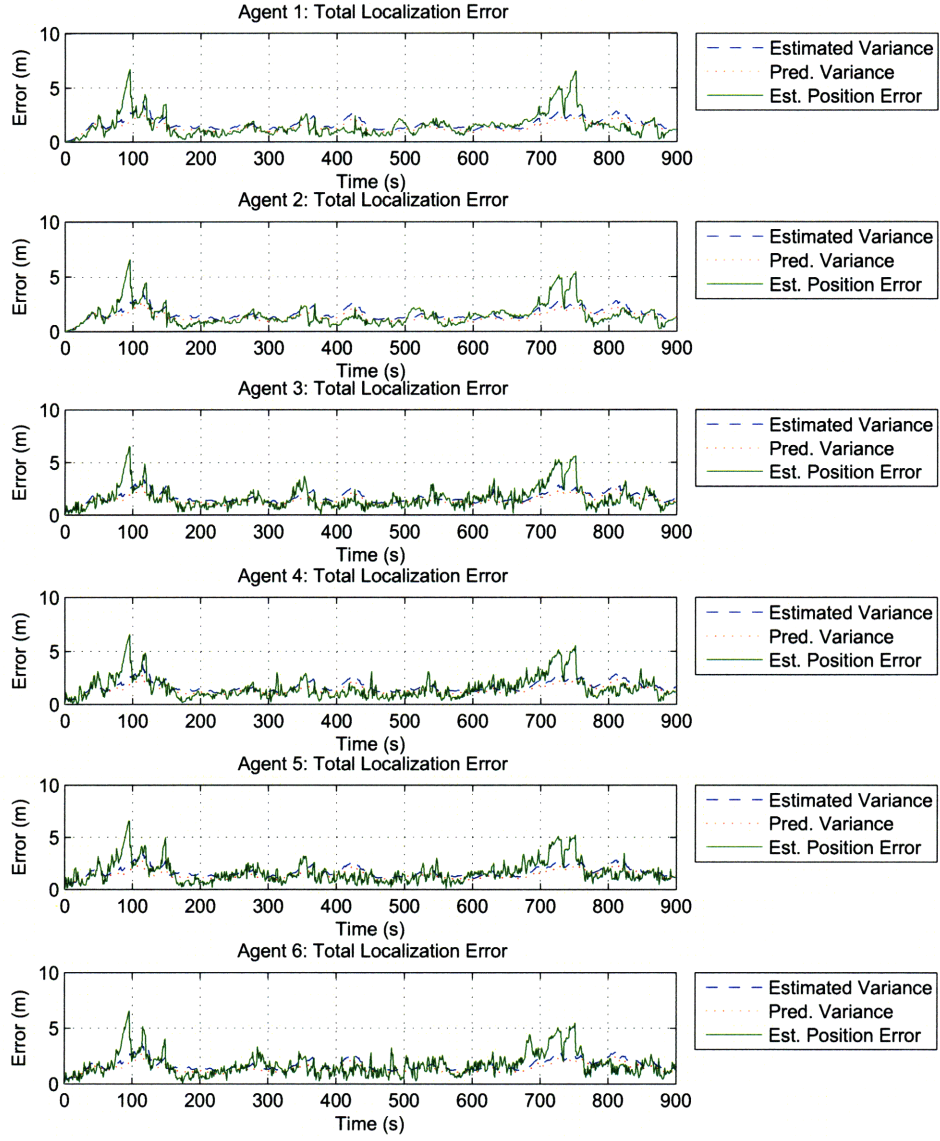 Agent 1: Total Localization Error
Error (m)
10
5
0
0 100 200 300 400 500 600 700 800 900
Time (s)
Estimated Variance
Pred. Variance
Est. Position Error
Agent 2: Total Localization Error
Error (m)
10
5
0
0 100 200 300 400 500 600 700 800 900
Time (s)
Estimated Variance
Pred. Variance
Est. Position Error
Agent 3: Total Localization Error
Error (m)
10
5
0
0 100 200 300 400 500 600 700 800 900
Time (s)
Estimated Variance
Pred. Variance
Est. Position Error
Agent 4: Total Localization Error
Error (m)
10
5
0
0 100 200 300 400 500 600 700 800 900
Time (s)
Estimated Variance
Pred. Variance
Est. Position Error
Agent 5: Total Localization Error
Error (m)
10
5
0
0 100 200 300 400 500 600 700 800 900
Time (s)
Estimated Variance
Pred. Variance
Est. Position Error
Agent 6: Total Localization Error
Error (m)
10
5
0
0 100 200 300 400 500 600 700 800 900
Time (s)
Estimated Variance
Pred. Variance
Est. Position Error